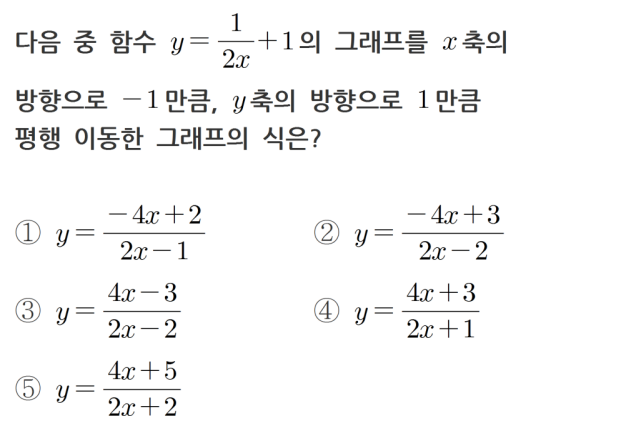 다음 중 함수 y=\frac{1}{2x}+1의 그래프를 x축의
방향으로 -1만큼, y축의 방향으로 1만큼
평행 이동한 그래프의 식은?
① y=\frac{-4x+2}{2x-1} ② y=\frac{-4x+3}{2x-2}
③ y=\frac{4x-3}{2x-2} ④ y=\frac{4x+3}{2x+1}
⑤ y=\frac{4x+5}{2x+2}